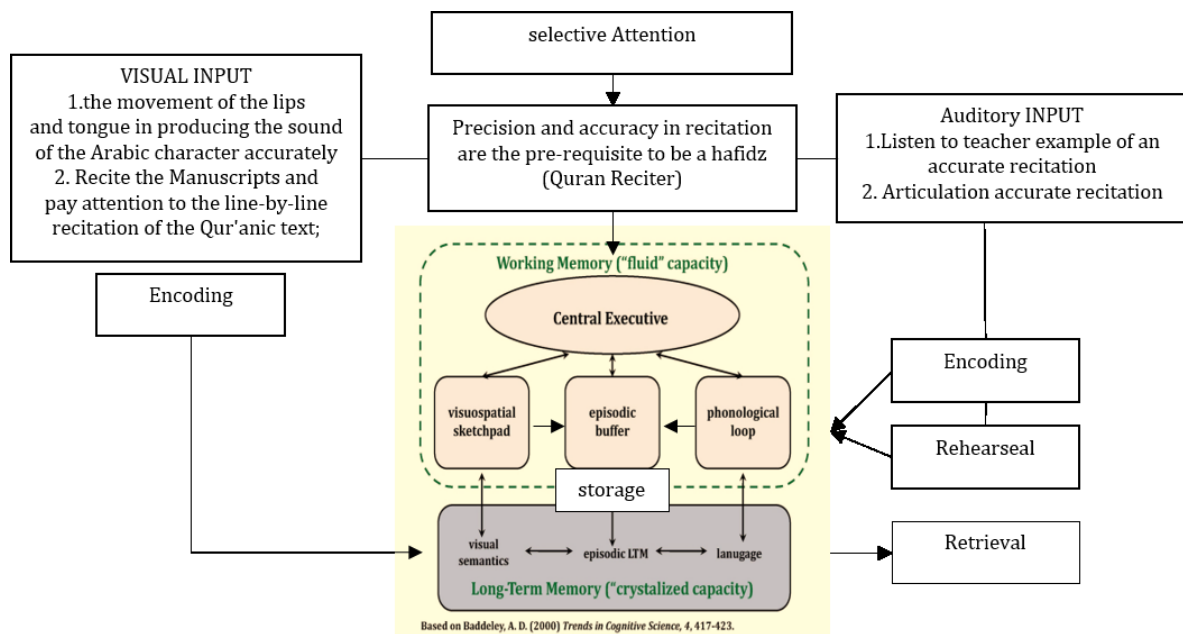 selective Attention
VISUAL INPUT
1.the movement of the lips
and tongue in producing the sound
of the Arabic character accurately
2. Recite the Manuscripts and
pay attention to the line-by-line
recitation of the Qur'anic text;
Precision and accuracy in recitation
are the pre-requisite to be a hafidz
(Quran Reciter)
Auditory INPUT
1.Listen to teacher example of an
accurate recitation
2. Articulation accurate recitation
Encoding
Working Memory ("fluid" capacity)
Central Executive
visuospatial
sketchpad
episodic
buffer
phonological
loop
Encoding
Rehearseal
storage
visual
semantics
episodic LTM
lanugage
Long-Term Memory ("crystalized capacity)
Retrieval
Based on Baddeley, A. D. (2000) Trends in Cognitive Science, 4, 417-423.